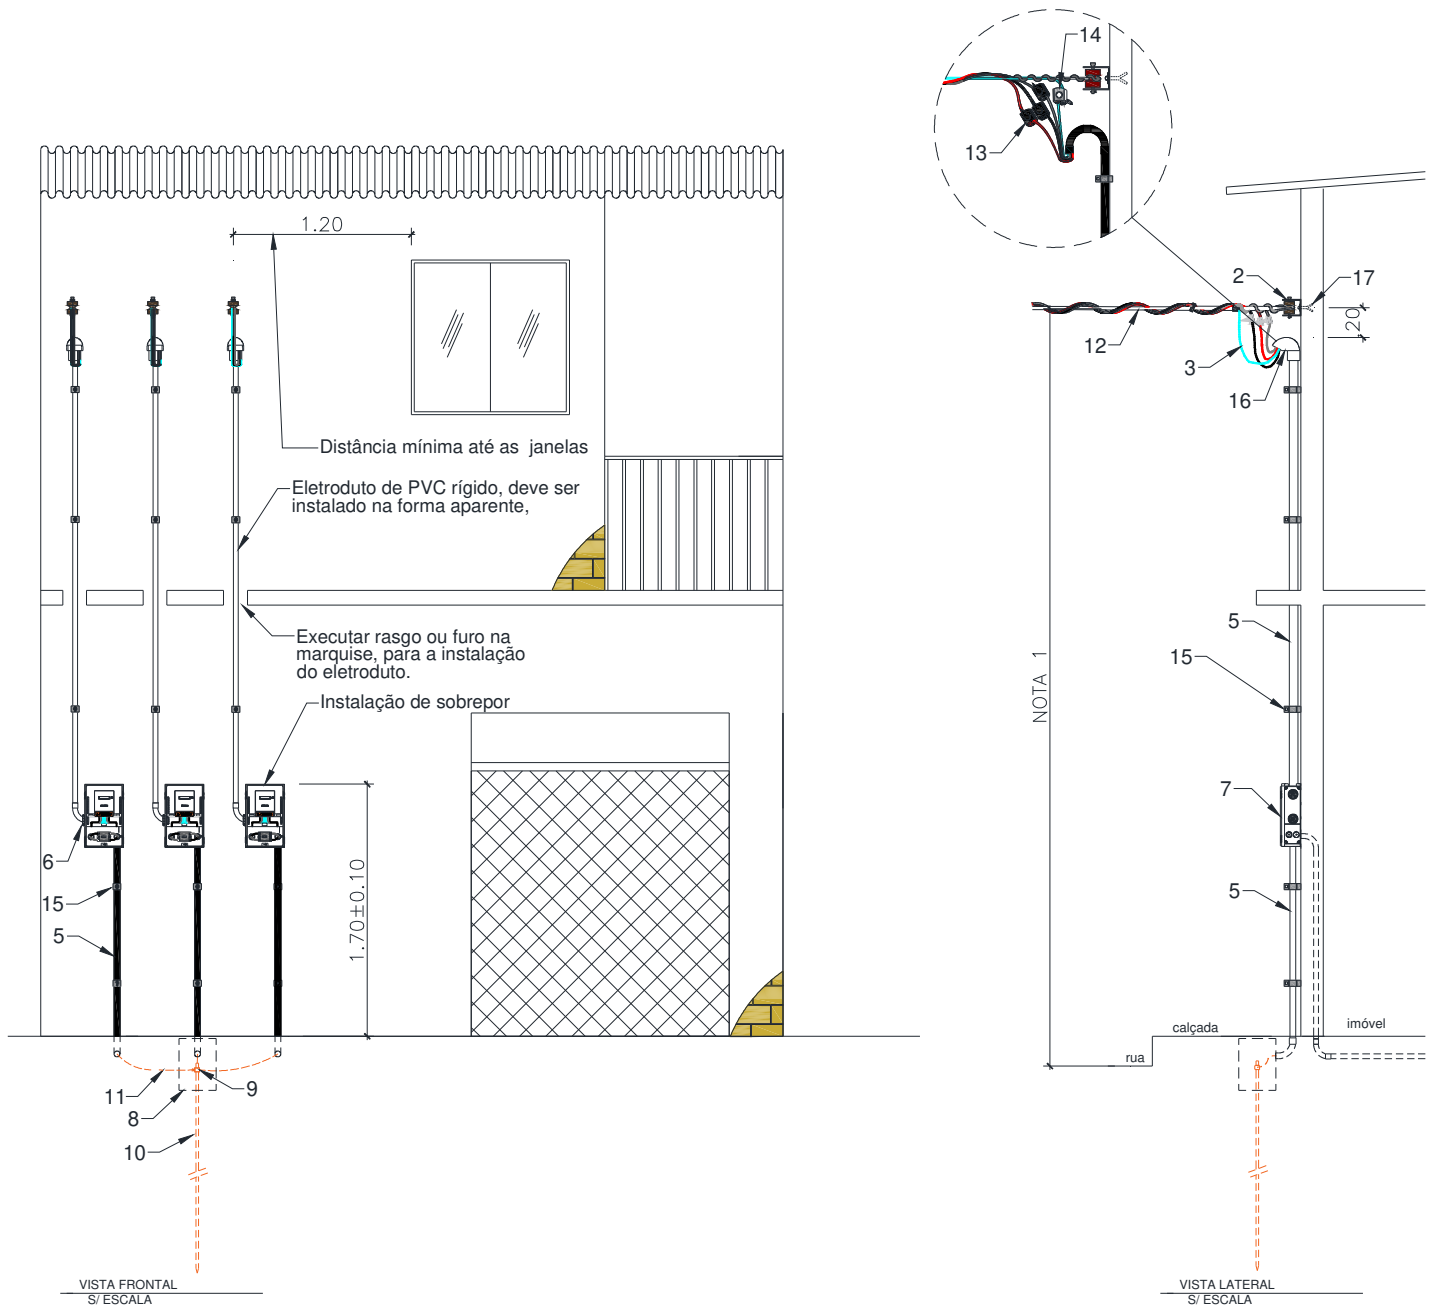 14
13
1.20
2
17
.20
12
3
16
Distância mínima até as janelas
Eletroduto de PVC rígido, deve ser
instalado na forma aparente,
Executar rasgo ou furo na
marquise, para a instalação
do eletroduto.
Instalação de sobrepor
5
15
NOTA 1
7
6
15
5
1.70±0.10
5
calçada
imóvel
rua
11
8
9
10
VISTA FRONTAL
S/ ESCALA
VISTA LATERAL
S/ ESCALA